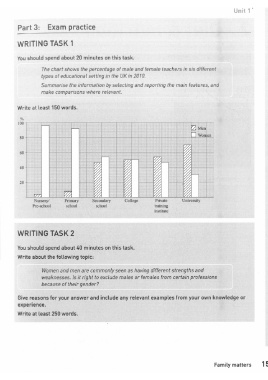 Unit 1
Part 3: Exam practice
WRITING TASK 1
You should spend about 20 minutes on this task.
The chart shows the percentage of male and female teachers in six different
types of educational setting in the UK in 2010.
Summarise the information by selecting and reporting the main features, and
make comparisons where relevant.
Write at least 150 words.
%
100
80
60
40
20
Men
Women
Nursery/
Pre-school
Primary
school
Secondary
school
College
Private
training
institute
University
WRITING TASK 2
You should spend about 40 minutes on this task.
Write about the following topic:
Women and men are commonly seen as having different strengths and
weaknesses. Is it right to exclude males or females from certain professions
because of their gender?
Give reasons for your answer and include any relevant examples from your own knowledge or
experience.
Write at least 250 words.
Family matters 15